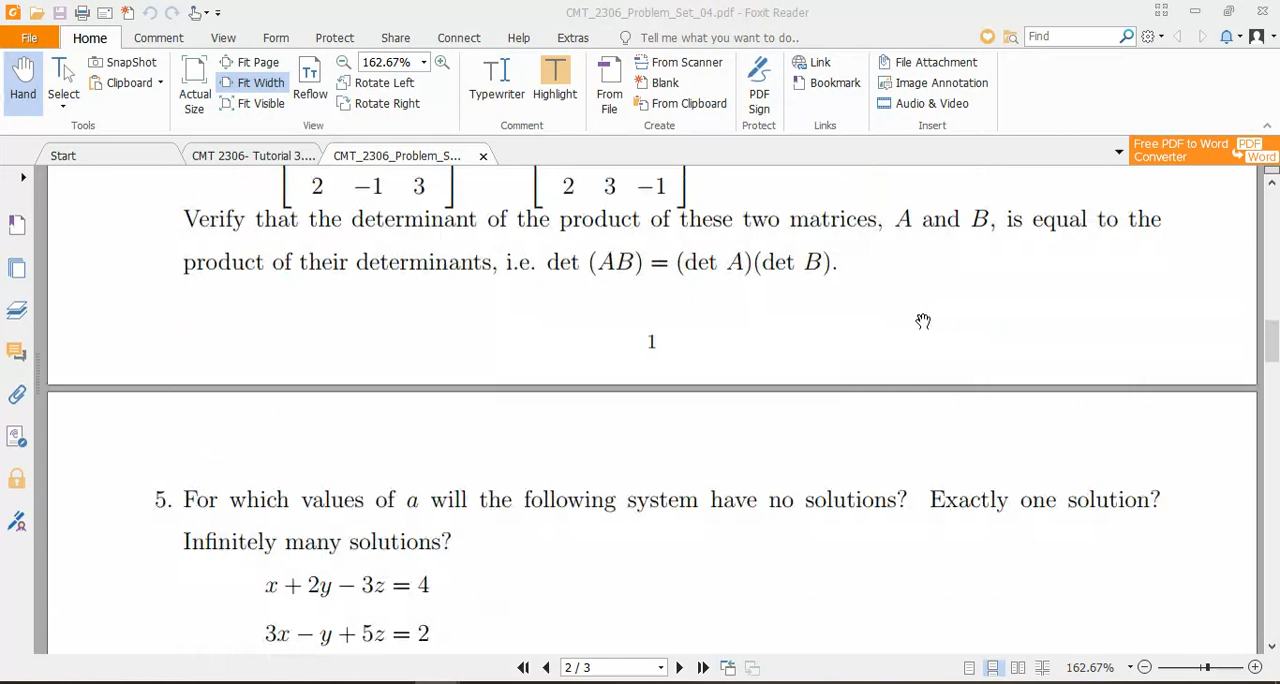 CMT_2306_Problem_Set_04.pdf - Foxit Reader
File Home Comment View Form Protect Share Connect Help Extras Tell me what you want to do.. Find
Hand
Select
SnapShot
Clipboard
Tools
Actual Size
Fit Page
Fit Width
Fit Visible
Reflow
162.67%
Rotate Left
Rotate Right
View
Typewriter
Highlight
Comment
From File
From Scanner
Blank
From Clipboard
Create
PDF Sign
Protect
Link
Bookmark
Links
File Attachment
Image Annotation
Audio & Video
Insert
Start CMT 2306- Tutorial 3.... CMT_2306_Problem_S...
Free PDF to Word Converter
PDF
Word
2 −1 3 2 3 −1
Verify that the determinant of the product of these two matrices, A and B, is equal to the
product of their determinants, i.e. det (AB) = (det A)(det B).
1
5. For which values of a will the following system have no solutions? Exactly one solution?
Infinitely many solutions?
x + 2y − 3z = 4
3x − y + 5z = 2
2 / 3 162.67%